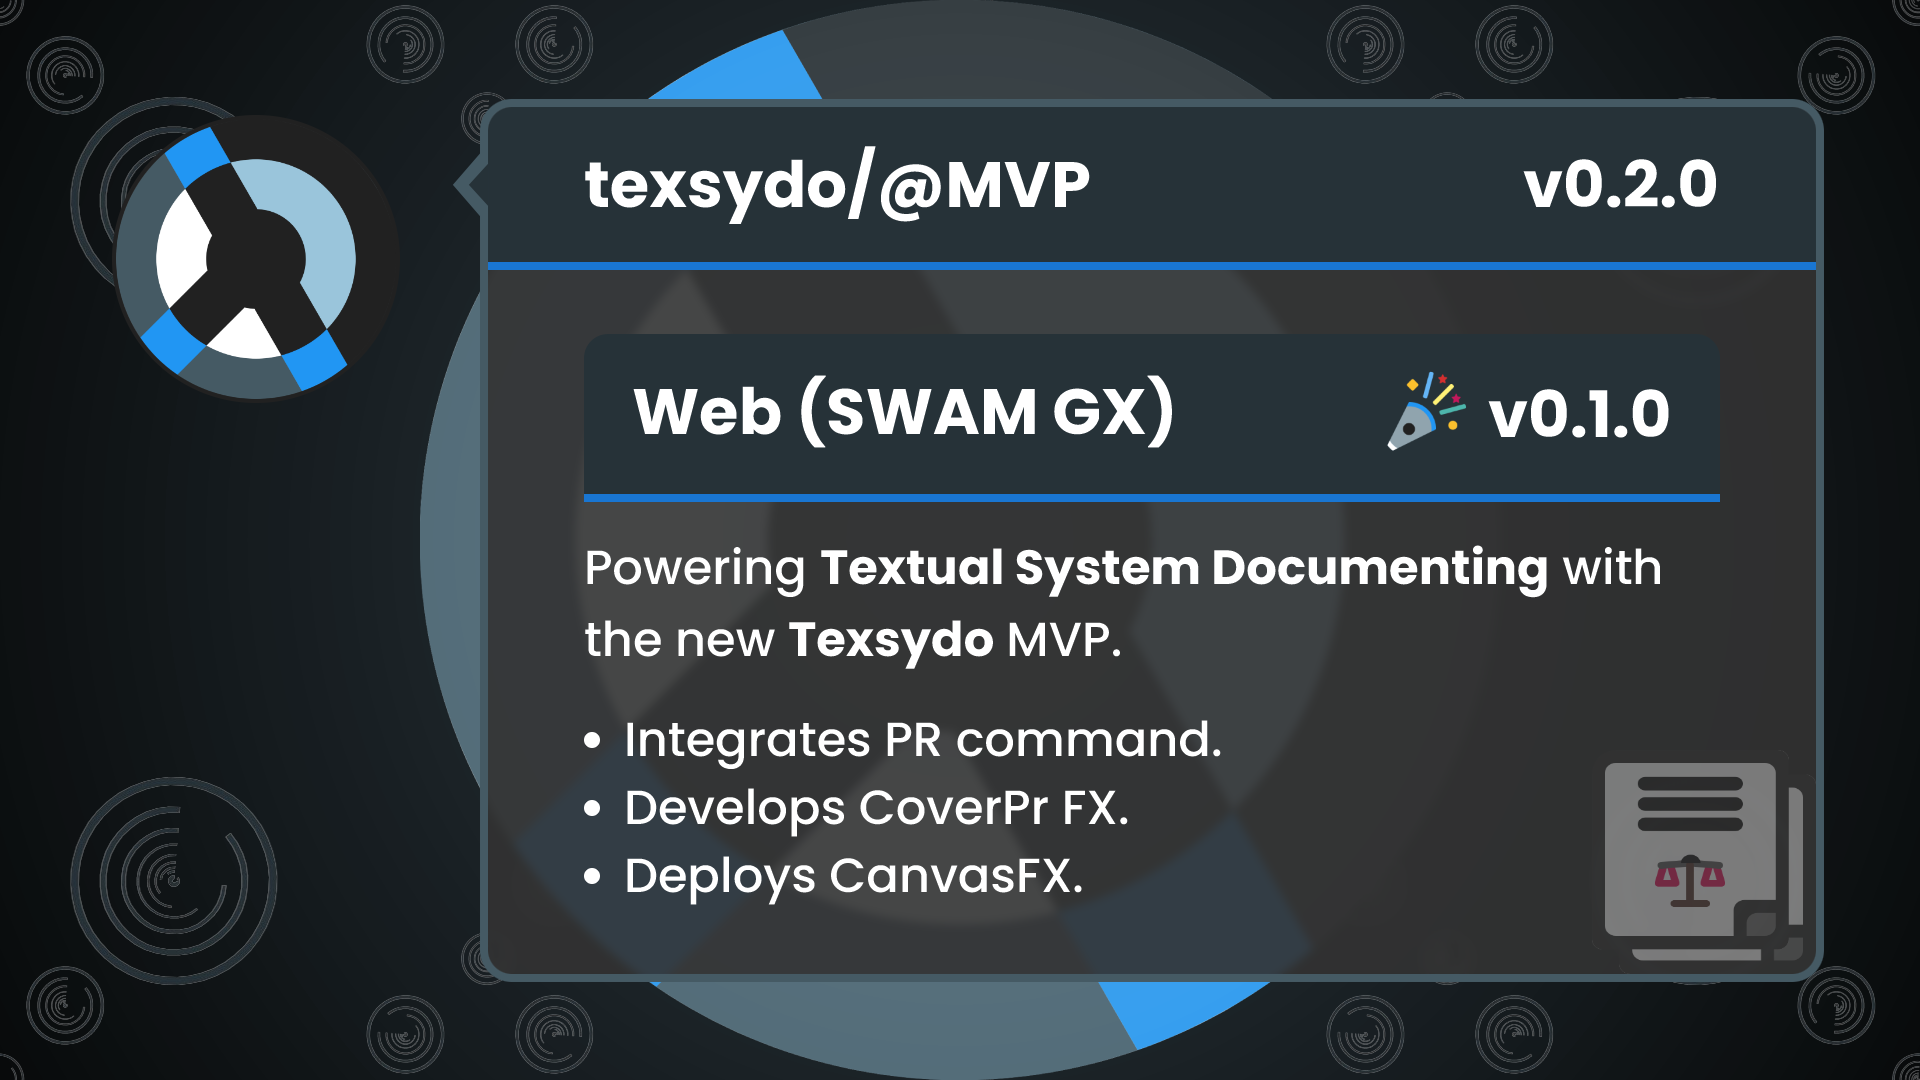 texsydo/@MVP v0.2.0
Web (SWAM GX) v0.1.0
Powering Textual System Documenting with
the new Texsydo MVP.
• Integrates PR command.
• Develops CoverPr FX.
• Deploys CanvasFX.